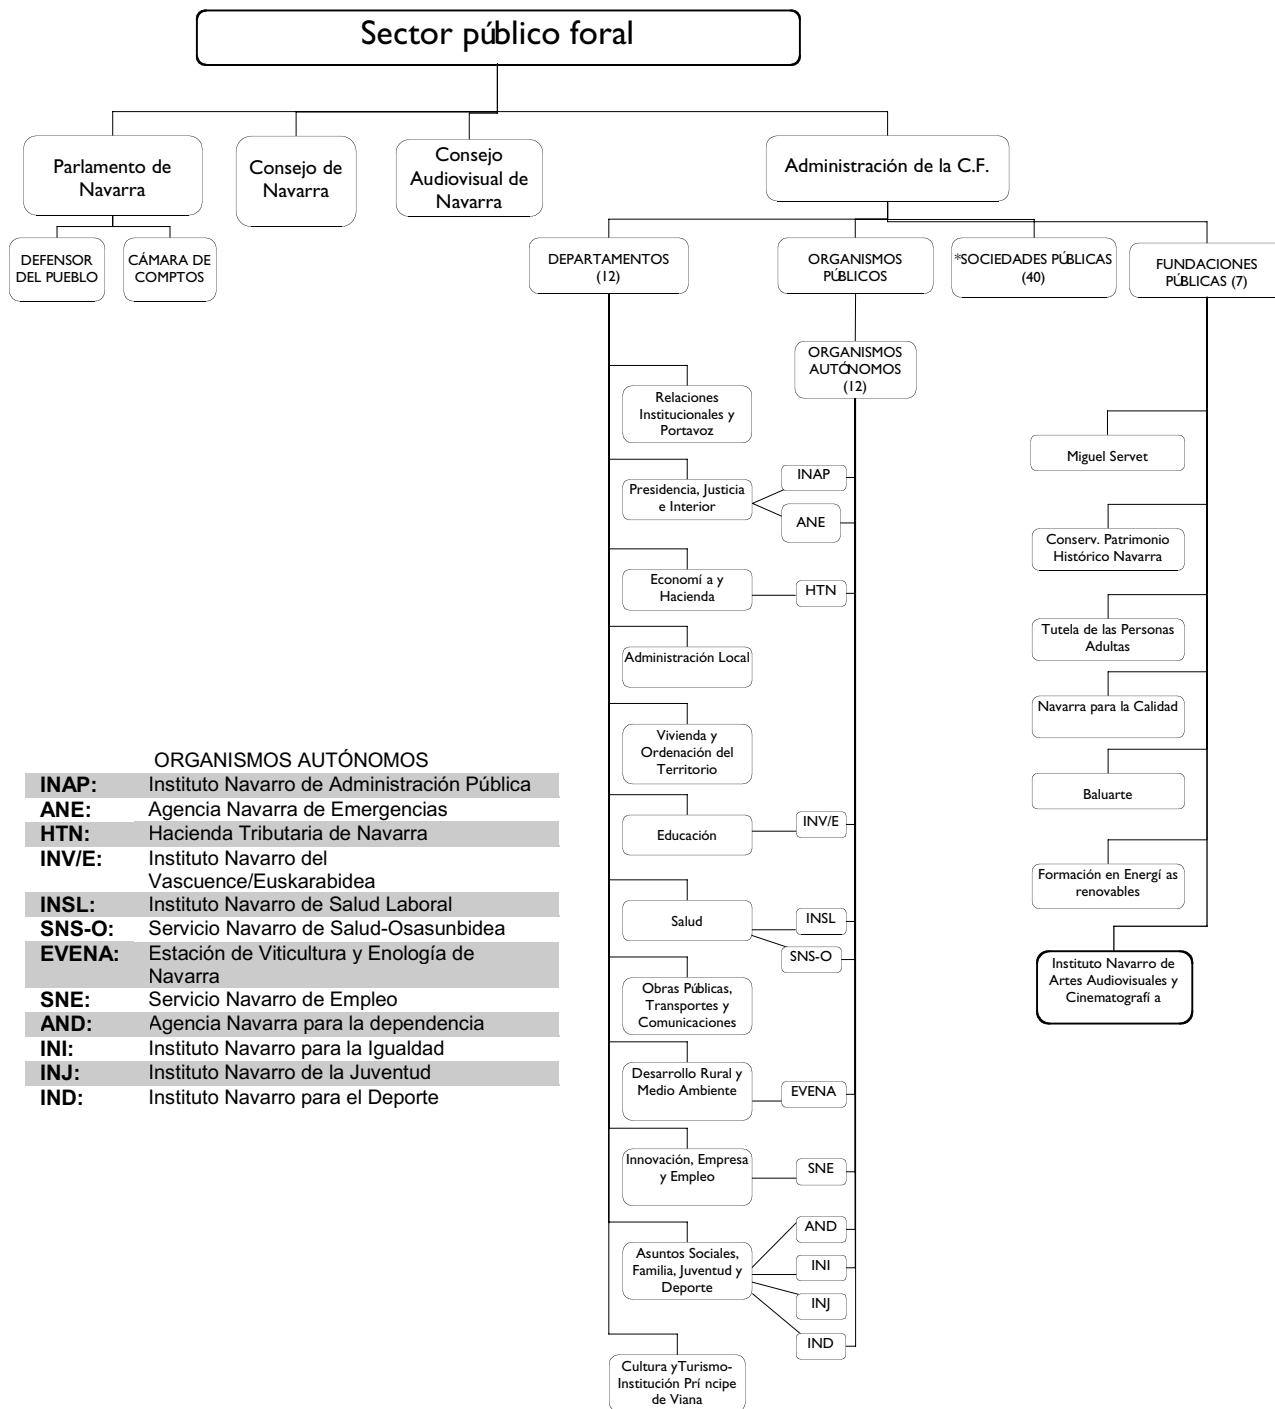 Sector público foral
Parlamento de
Navarra
Consejo de
Navarra
Consejo
Audiovisual de
Navarra
Administración de la C.F.
DEFENSOR
DEL PUEBLO
CÁMARA DE
COMPTOS
DEPARTAMENTOS
(12)
ORGANISMOS
PÚBLICOS
*SOCIEDADES PÚBLICAS
(40)
FUNDACIONES
PÚBLICAS (7)
ORGANISMOS
AUTÓNOMOS
(12)
Relaciones
Institucionales y
Portavoz
Presidencia, Justicia
e Interior
INAP
ANE
Economía y
Hacienda
HTN
Administración Local
Vivienda y
Ordenación del
Territorio
Educación
INV/E
Salud
INSL
SNS-O
Obras Públicas,
Transportes y
Comunicaciones
Desarrollo Rural y
Medio Ambiente
EVENA
Innovación, Empresa
y Empleo
SNE
Asuntos Sociales,
Familia, Juventud y
Deporte
AND
INI
INJ
IND
Cultura yTurismo-
Institución Príncipe
de Viana
Miguel Servet
Conserv. Patrimonio
Histórico Navarra
Tutela de las Personas
Adultas
Navarra para la Calidad
Baluarte
Formación en Energías
renovables
Instituto Navarro de
Artes Audiovisuales y
Cinematografía
ORGANISMOS AUTÓNOMOS
INAP: Instituto Navarro de Administración Pública
ANE: Agencia Navarra de Emergencias
HTN: Hacienda Tributaria de Navarra
INV/E: Instituto Navarro del
Vascuence/Euskarabidea
INSL: Instituto Navarro de Salud Laboral
SNS-O: Servicio Navarro de Salud-Osasunbidea
EVENA: Estación de Viticultura y Enología de
Navarra
SNE: Servicio Navarro de Empleo
AND: Agencia Navarra para la dependencia
INI: Instituto Navarro para la Igualdad
INJ: Instituto Navarro de la Juventud
IND: Instituto Navarro para el Deporte